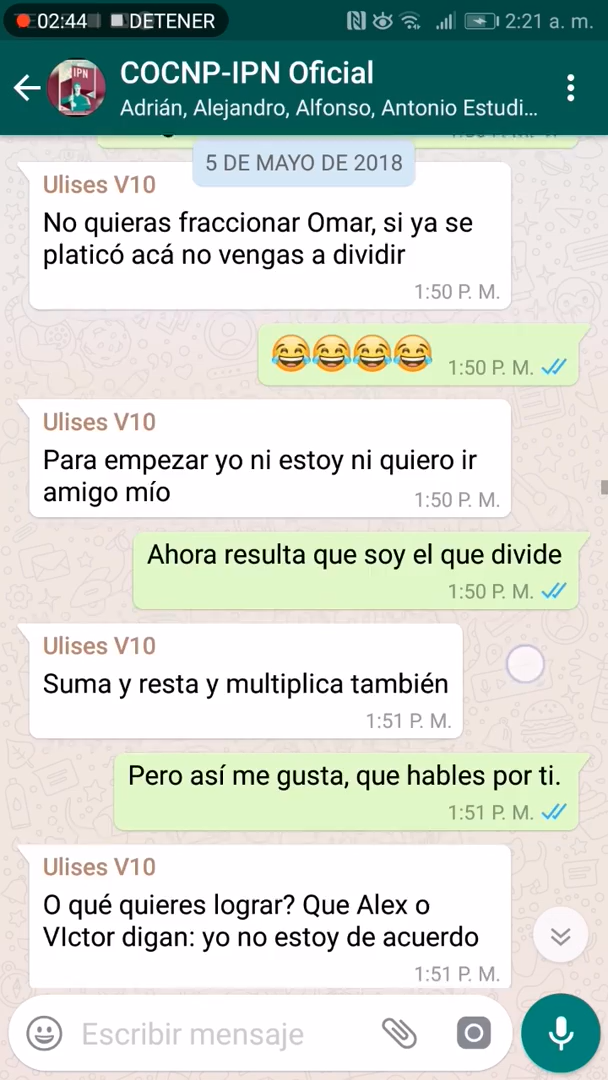 02:44 DETENER 2:21 a. m.
COCNP-IPN Oficial
Adrián, Alejandro, Alfonso, Antonio Estudi...
5 DE MAYO DE 2018
Ulises V10
No quieras fraccionar Omar, si ya se
platicó acá no vengas a dividir
1:50 P. M.
😂😂😂😂 1:50 P. M.
Ulises V10
Para empezar yo ni estoy ni quiero ir
amigo mío 1:50 P. M.
Ahora resulta que soy el que divide
1:50 P. M.
Ulises V10
Suma y resta y multiplica también
1:51 P. M.
Pero así me gusta, que hables por ti.
1:51 P. M.
Ulises V10
O qué quieres lograr? Que Alex o
VIctor digan: yo no estoy de acuerdo
1:51 P. M.
Escribir mensaje